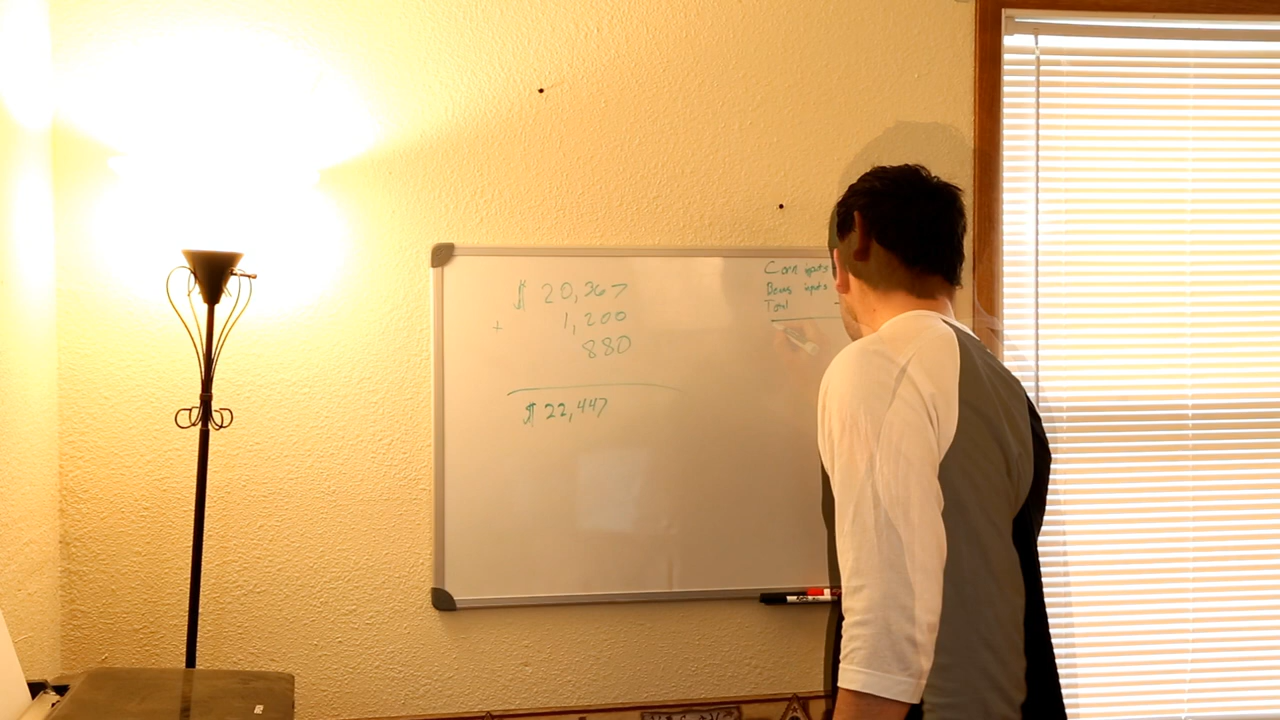 $ 20,367
+ 1,200
880
$ 22,447
Corn inputs
Beans inputs
Total